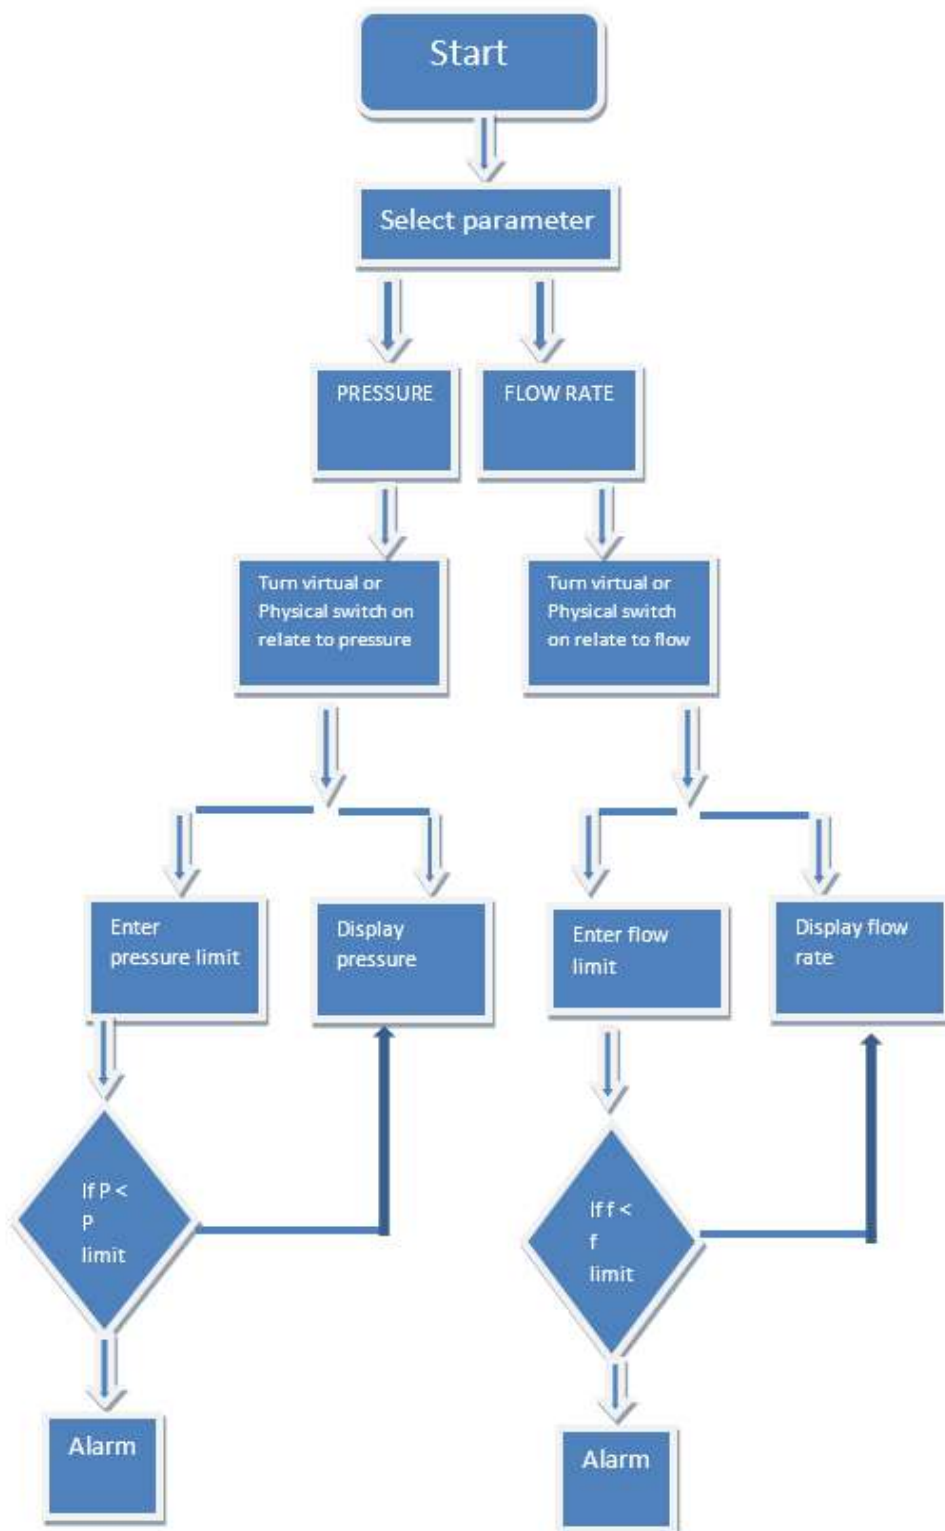 Start
Select parameter
PRESSURE
FLOW RATE
Turn virtual or
Physical switch on
relate to pressure
Turn virtual or
Physical switch
on relate to flow
Enter
pressure limit
Display
pressure
Enter flow
limit
Display flow
rate
If P <
P
limit
If f <
f
limit
Alarm
Alarm